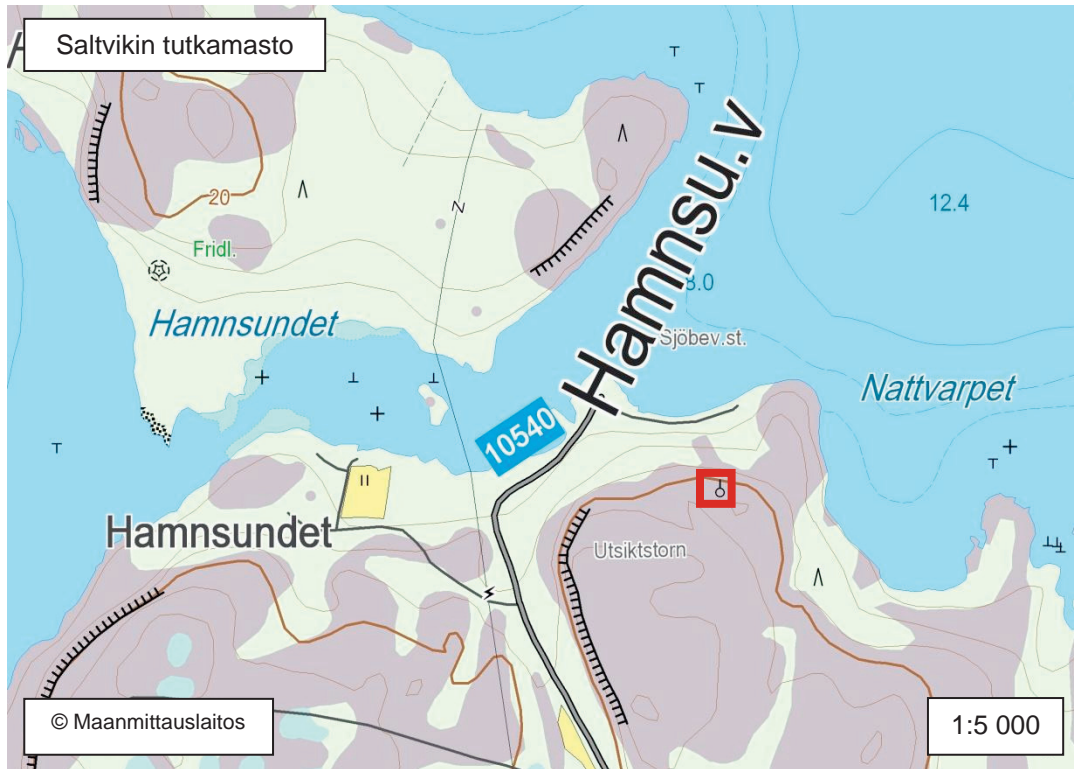 Saltvikin tutkamasto
20
Fridl.
Hamnsundet
Hamnsu.v
12.4
8.0
Sjöbev.st.
Nattvarpet
10540
Hamnsundet
Utsiktstorn
© Maanmittauslaitos
1:5 000